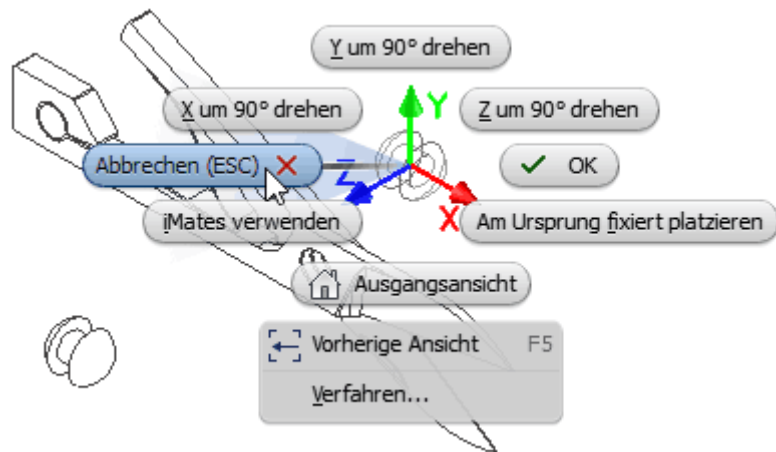 Y um 90° drehen
X um 90° drehen
Z um 90° drehen
Abbrechen (ESC)
OK
iMates verwenden
Am Ursprung fixiert platzieren
Ausgangsansicht
Vorherige Ansicht F5
Verfahren...
Y
Z
X